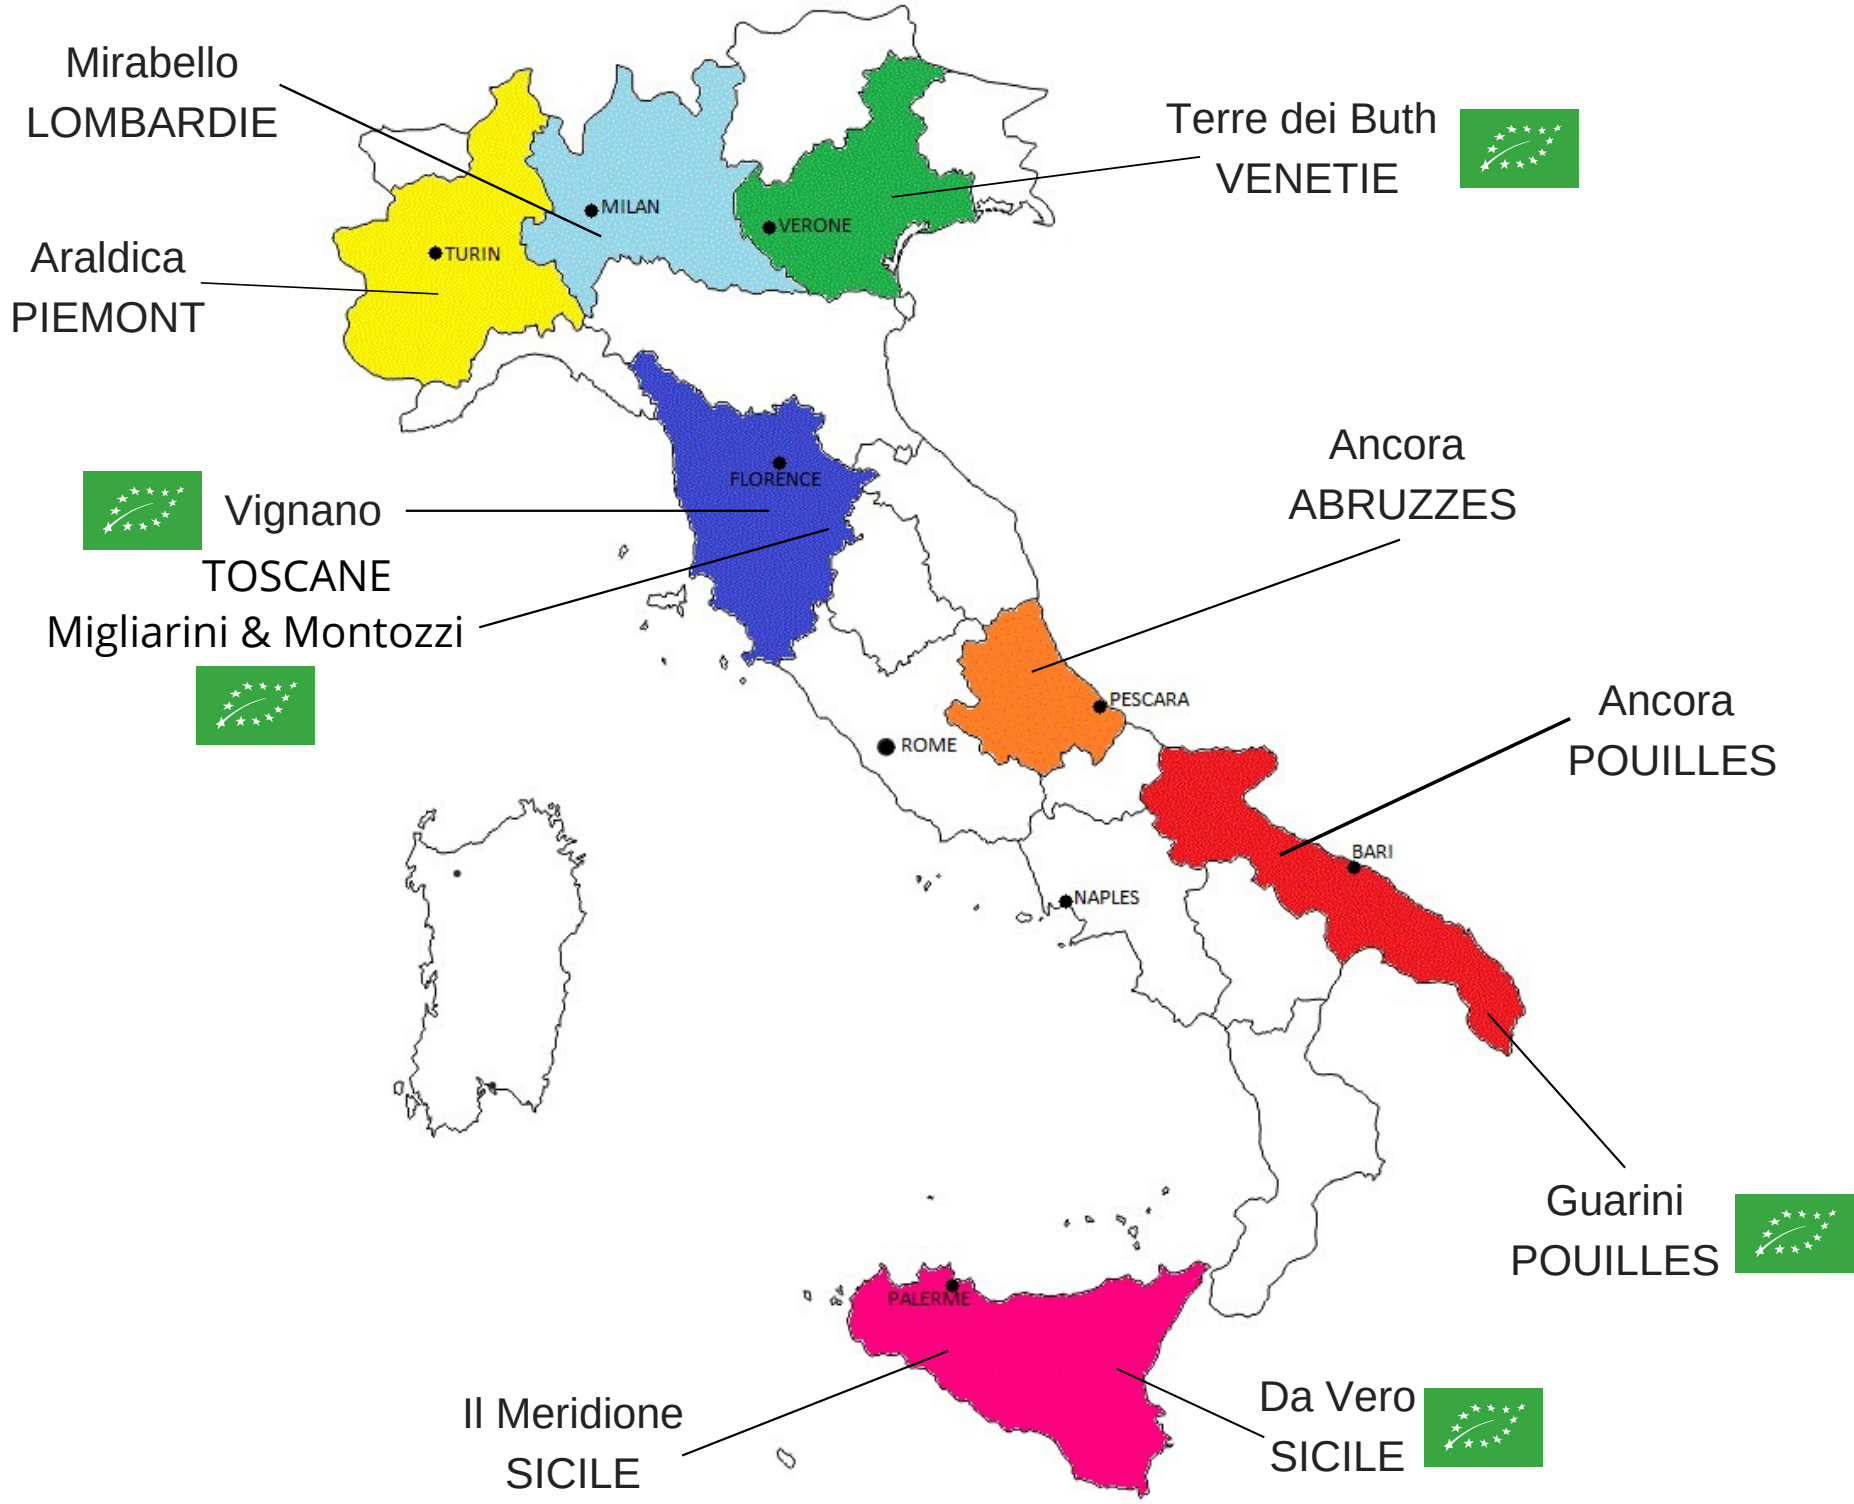 Mirabello
LOMBARDIE
Terre dei Buth
VENETIE
MILAN
VERONE
TURIN
Araldica
PIEMONT
FLORENCE
Vignano
TOSCANE
Migliarini & Montozzi
Ancora
ABRUZZES
PESCARA
ROME
Ancora
POUILLES
BARI
NAPLES
Guarini
POUILLES
PALERME
Il Meridione
SICILE
Da Vero
SICILE